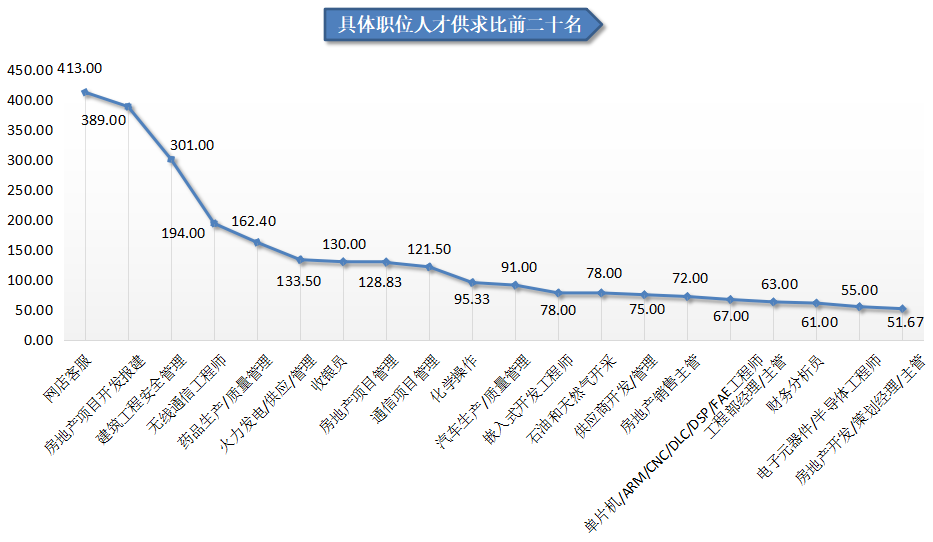 具体职位人才供求比前二十名
450.00
400.00
350.00
300.00
250.00
200.00
150.00
100.00
50.00
0.00
413.00
389.00
301.00
194.00
162.40
133.50
130.00
128.83
121.50
95.33
91.00
78.00
78.00
75.00
72.00
67.00
63.00
61.00
55.00
51.67
网店客服
房地产项目开发报建
建筑工程安全管理
无线通信工程师
药品生产/质量管理
火力发电/供应/管理
收银员
房地产项目管理
通信项目管理
化学操作
汽车生产/质量管理
嵌入式开发工程师
石油和天然气开采
供应商开发/管理
房地产销售主管
单片机/ARM/CNC/DLC/DSP/FAE工程师
工程部经理/主管
财务分析员
电子元器件/半导体工程师
房地产开发/策划经理/主管